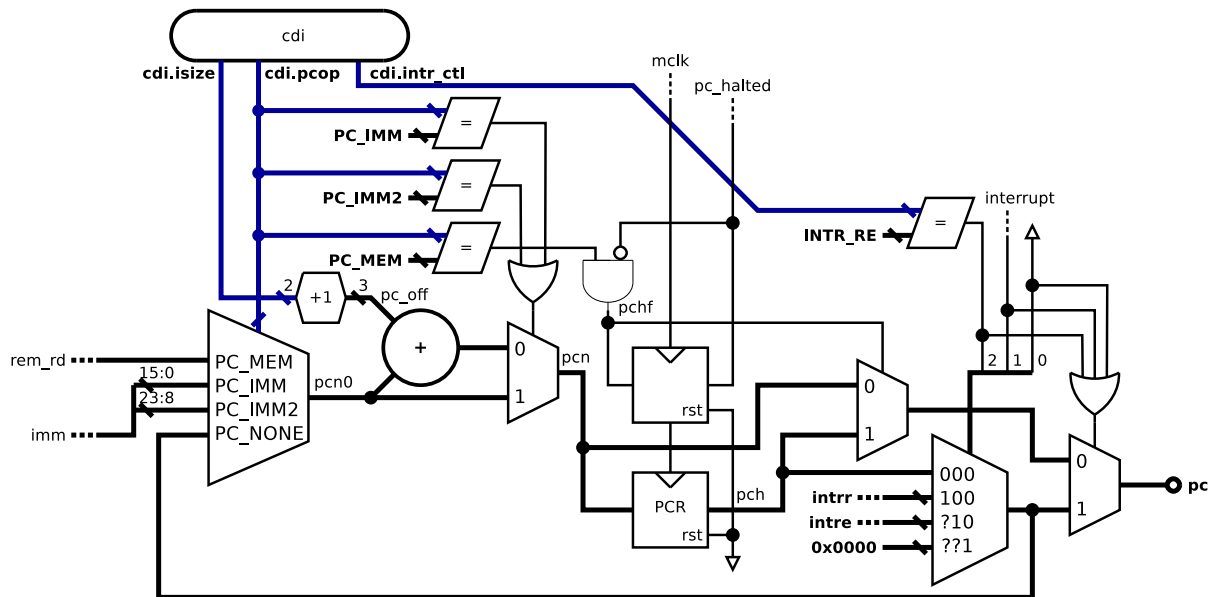 cdi
cdi.isize
cdi.pcop
cdi.intr_ctl
mclk
pc_halted
=
PC_IMM
=
PC_IMM2
interrupt
=
INTR_RE
=
PC_MEM
2
+1
3
pc_off
pchf
rem_rd
PC_MEM
15:0
PC_IMM
23:8
PC_IMM2
imm
PC_NONE
pcn0
+
0
1
pcn
rst
PCR
rst
pch
0
1
2
1
0
000
intrr
100
intre
?10
0x0000
??1
0
1
pc